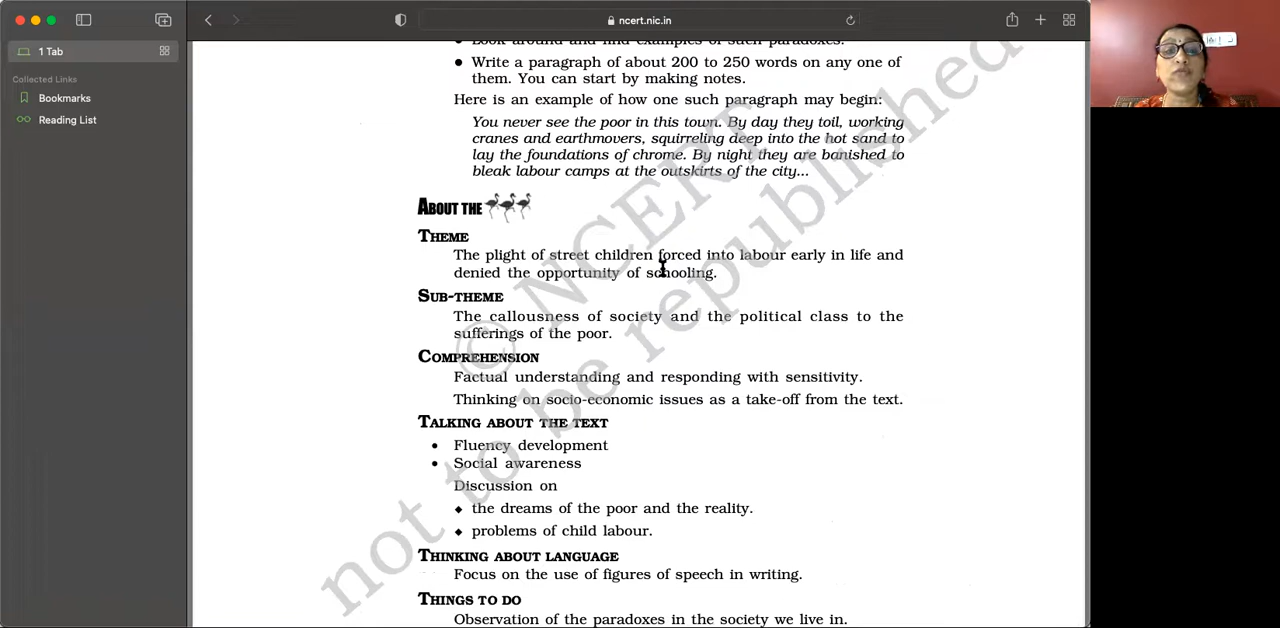 1 Tab
ncert.nic.in
Collected Links
Bookmarks
Reading List
Look around and find examples of such paradoxes.
• Write a paragraph of about 200 to 250 words on any one of
them. You can start by making notes.
Here is an example of how one such paragraph may begin:
You never see the poor in this town. By day they toil, working
cranes and earthmovers, squirreling deep into the hot sand to
lay the foundations of chrome. By night they are banished to
bleak labour camps at the outskirts of the city...
ABOUT THE
THEME
The plight of street children forced into labour early in life and
denied the opportunity of schooling.
SUB-THEME
The callousness of society and the political class to the
sufferings of the poor.
COMPREHENSION
Factual understanding and responding with sensitivity.
Thinking on socio-economic issues as a take-off from the text.
TALKING ABOUT THE TEXT
• Fluency development
• Social awareness
Discussion on
◆ the dreams of the poor and the reality.
◆ problems of child labour.
THINKING ABOUT LANGUAGE
Focus on the use of figures of speech in writing.
THINGS TO DO
Observation of the paradoxes in the society we live in.
© NCERT
not to be republished